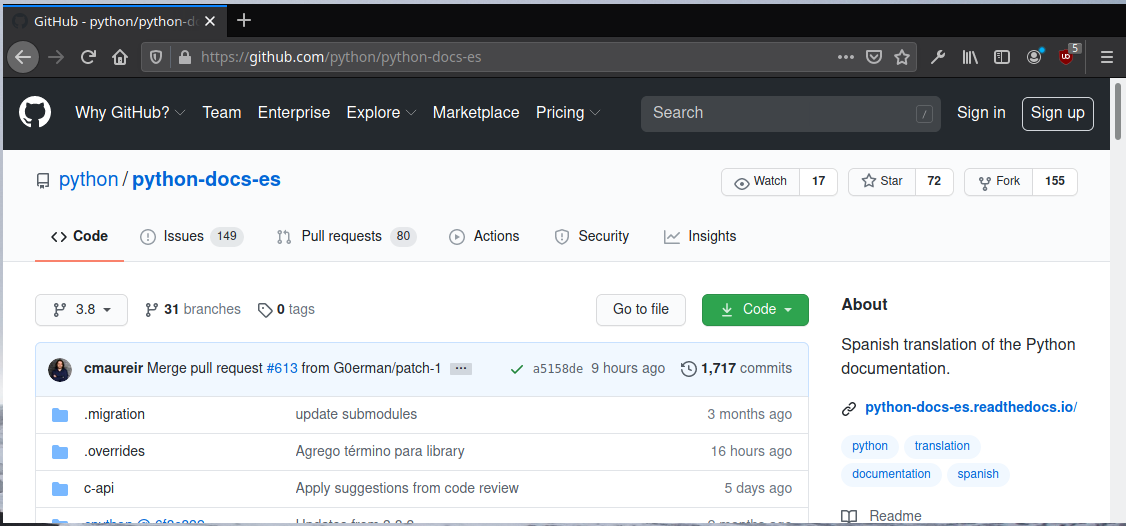 GitHub - python/python-d
https://github.com/python/python-docs-es
5
Why GitHub? Team Enterprise Explore Marketplace Pricing Search / Sign in Sign up
python / python-docs-es
Watch 17 Star 72 Fork 155
Code Issues 149 Pull requests 80 Actions Security Insights
3.8 31 branches 0 tags Go to file Code
About
cmaureir Merge pull request #613 from G0erman/patch-1 ... a5158de 9 hours ago 1,717 commits
Spanish translation of the Python
documentation.
.migration update submodules 3 months ago
python-docs-es.readthedocs.io/
.overrides Agrego término para library 16 hours ago
python translation
documentation spanish
c-api Apply suggestions from code review 5 days ago
Readme